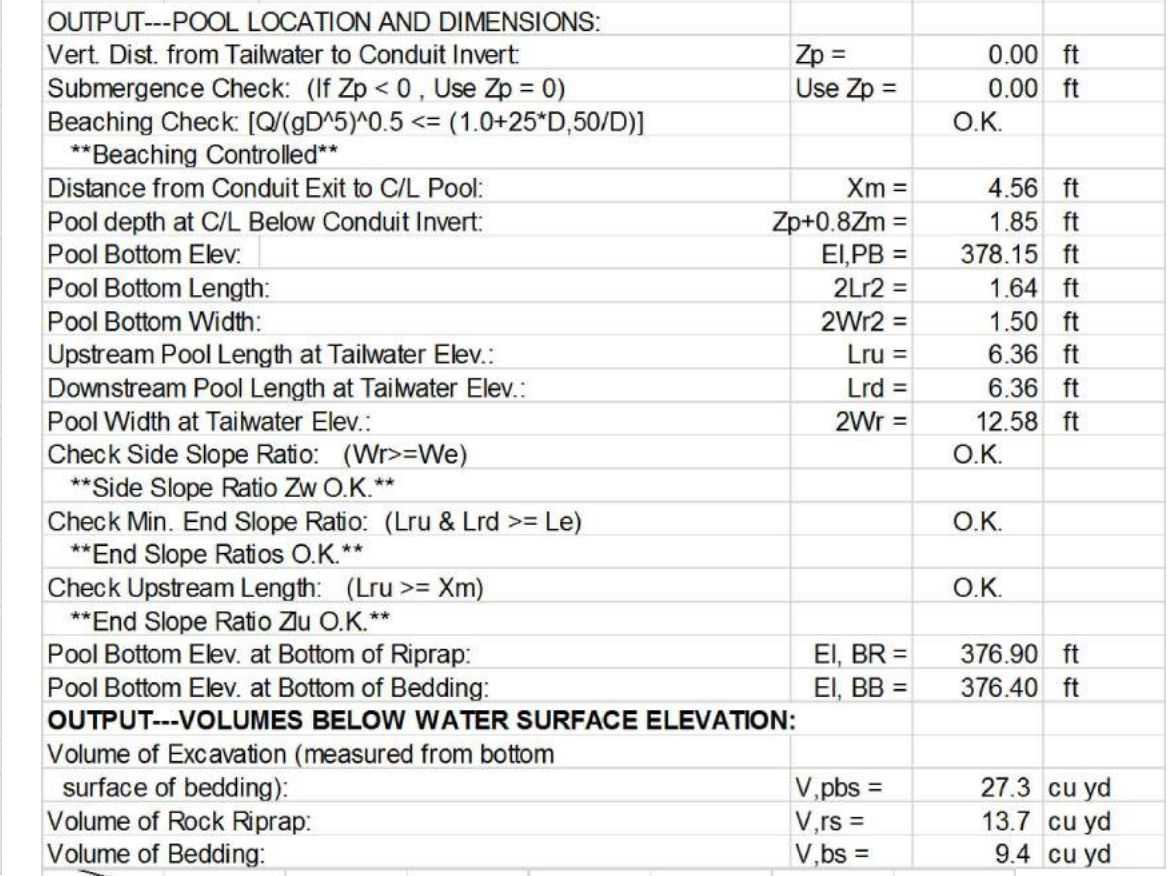 OUTPUT---POOL LOCATION AND DIMENSIONS:
Vert. Dist. from Tailwater to Conduit Invert: Zp = 0.00 ft
Submergence Check: (If Zp < 0 , Use Zp = 0) Use Zp = 0.00 ft
Beaching Check: [Q/(gD^5)^0.5 <= (1.0+25*D,50/D)] O.K.
**Beaching Controlled**
Distance from Conduit Exit to C/L Pool: Xm = 4.56 ft
Pool depth at C/L Below Conduit Invert: Zp+0.8Zm = 1.85 ft
Pool Bottom Elev: El,PB = 378.15 ft
Pool Bottom Length: 2Lr2 = 1.64 ft
Pool Bottom Width: 2Wr2 = 1.50 ft
Upstream Pool Length at Tailwater Elev.: Lru = 6.36 ft
Downstream Pool Length at Tailwater Elev.: Lrd = 6.36 ft
Pool Width at Tailwater Elev.: 2Wr = 12.58 ft
Check Side Slope Ratio: (Wr>=We) O.K.
**Side Slope Ratio Zw O.K.**
Check Min. End Slope Ratio: (Lru & Lrd >= Le) O.K.
**End Slope Ratios O.K.**
Check Upstream Length: (Lru >= Xm) O.K.
**End Slope Ratio Zlu O.K.**
Pool Bottom Elev. at Bottom of Riprap: El, BR = 376.90 ft
Pool Bottom Elev. at Bottom of Bedding: El, BB = 376.40 ft
OUTPUT---VOLUMES BELOW WATER SURFACE ELEVATION:
Volume of Excavation (measured from bottom
surface of bedding): V,pbs = 27.3 cu yd
Volume of Rock Riprap: V,rs = 13.7 cu yd
Volume of Bedding: V,bs = 9.4 cu yd